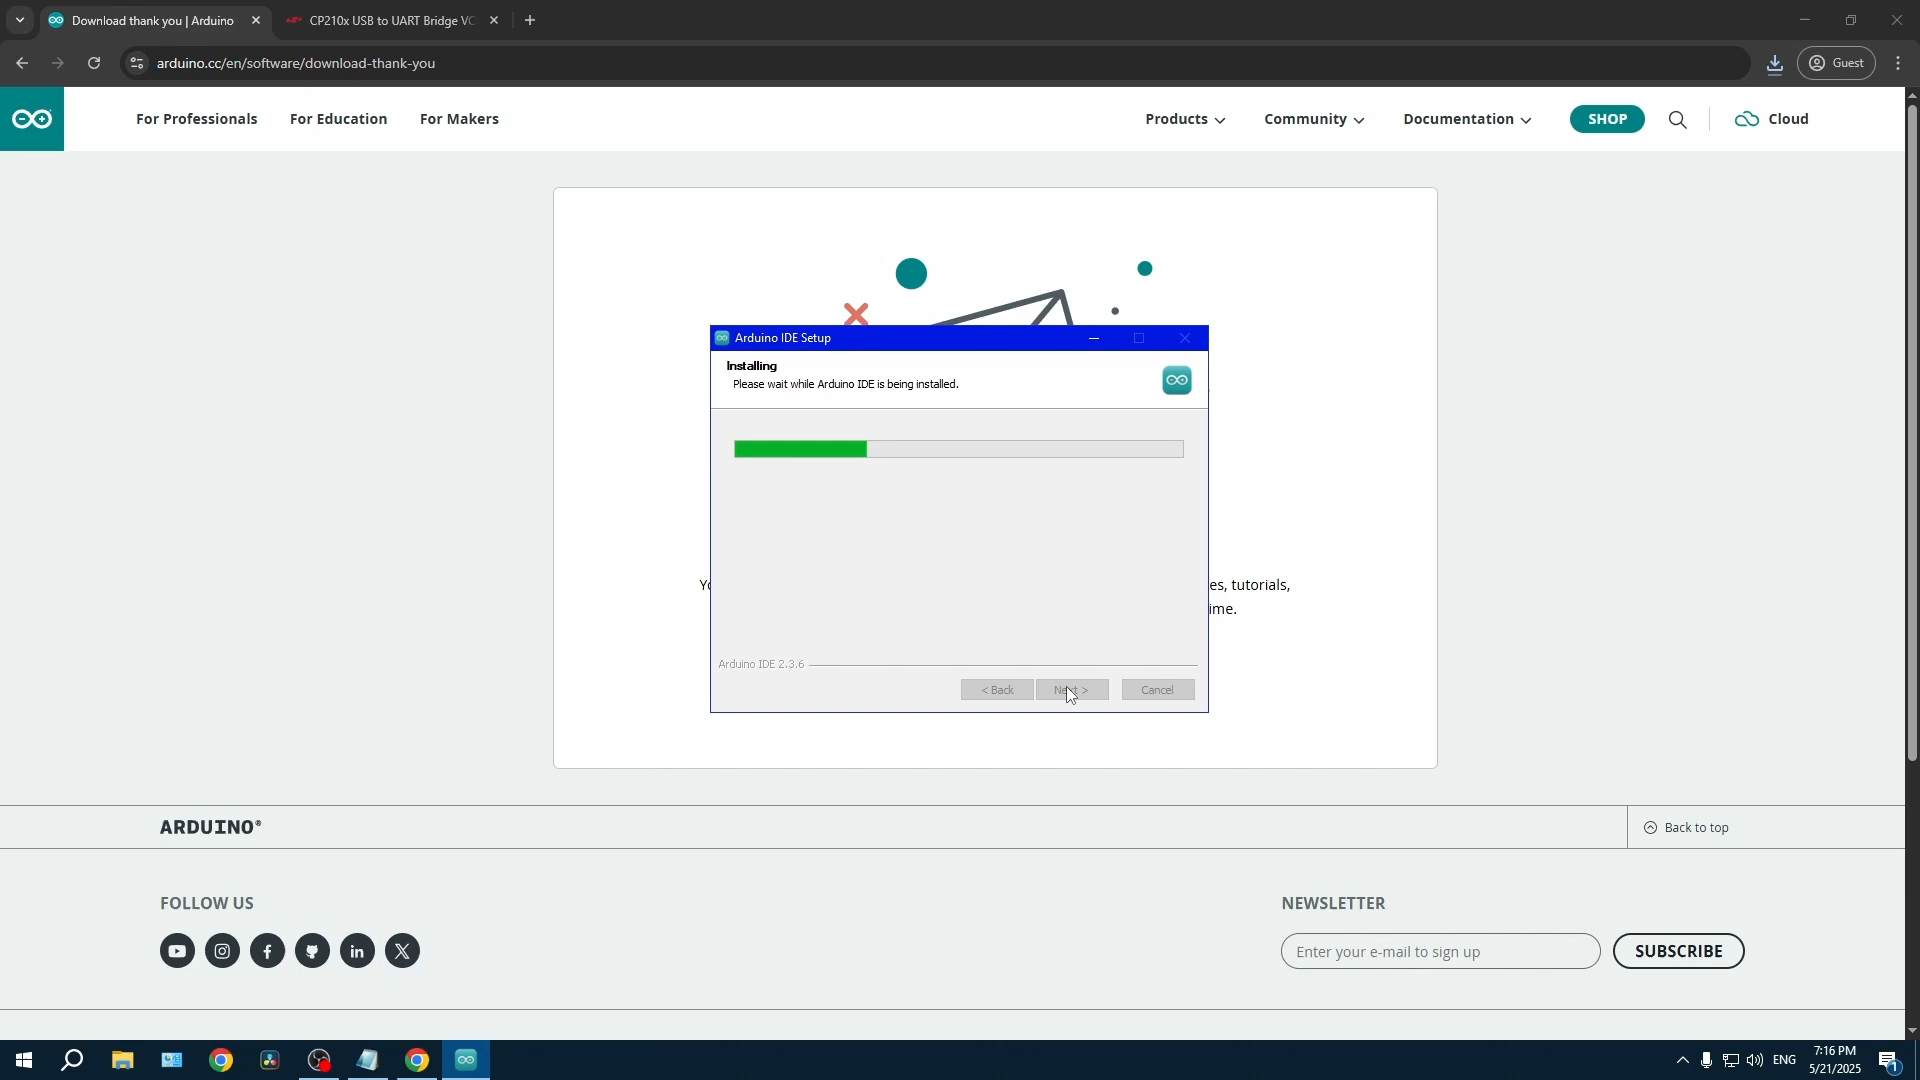 Download thank you | Arduino
CP210x USB to UART Bridge VC
arduino.cc/en/software/download-thank-you
Guest
For Professionals
For Education
For Makers
Products
Community
Documentation
SHOP
Cloud
Arduino IDE Setup
Installing
Please wait while Arduino IDE is being installed.
es, tutorials,
ime.
Arduino IDE 2.3.6
< Back
Next >
Cancel
ARDUINO®
Back to top
FOLLOW US
NEWSLETTER
Enter your e-mail to sign up
SUBSCRIBE
ENG
7:16 PM
5/21/2025
1